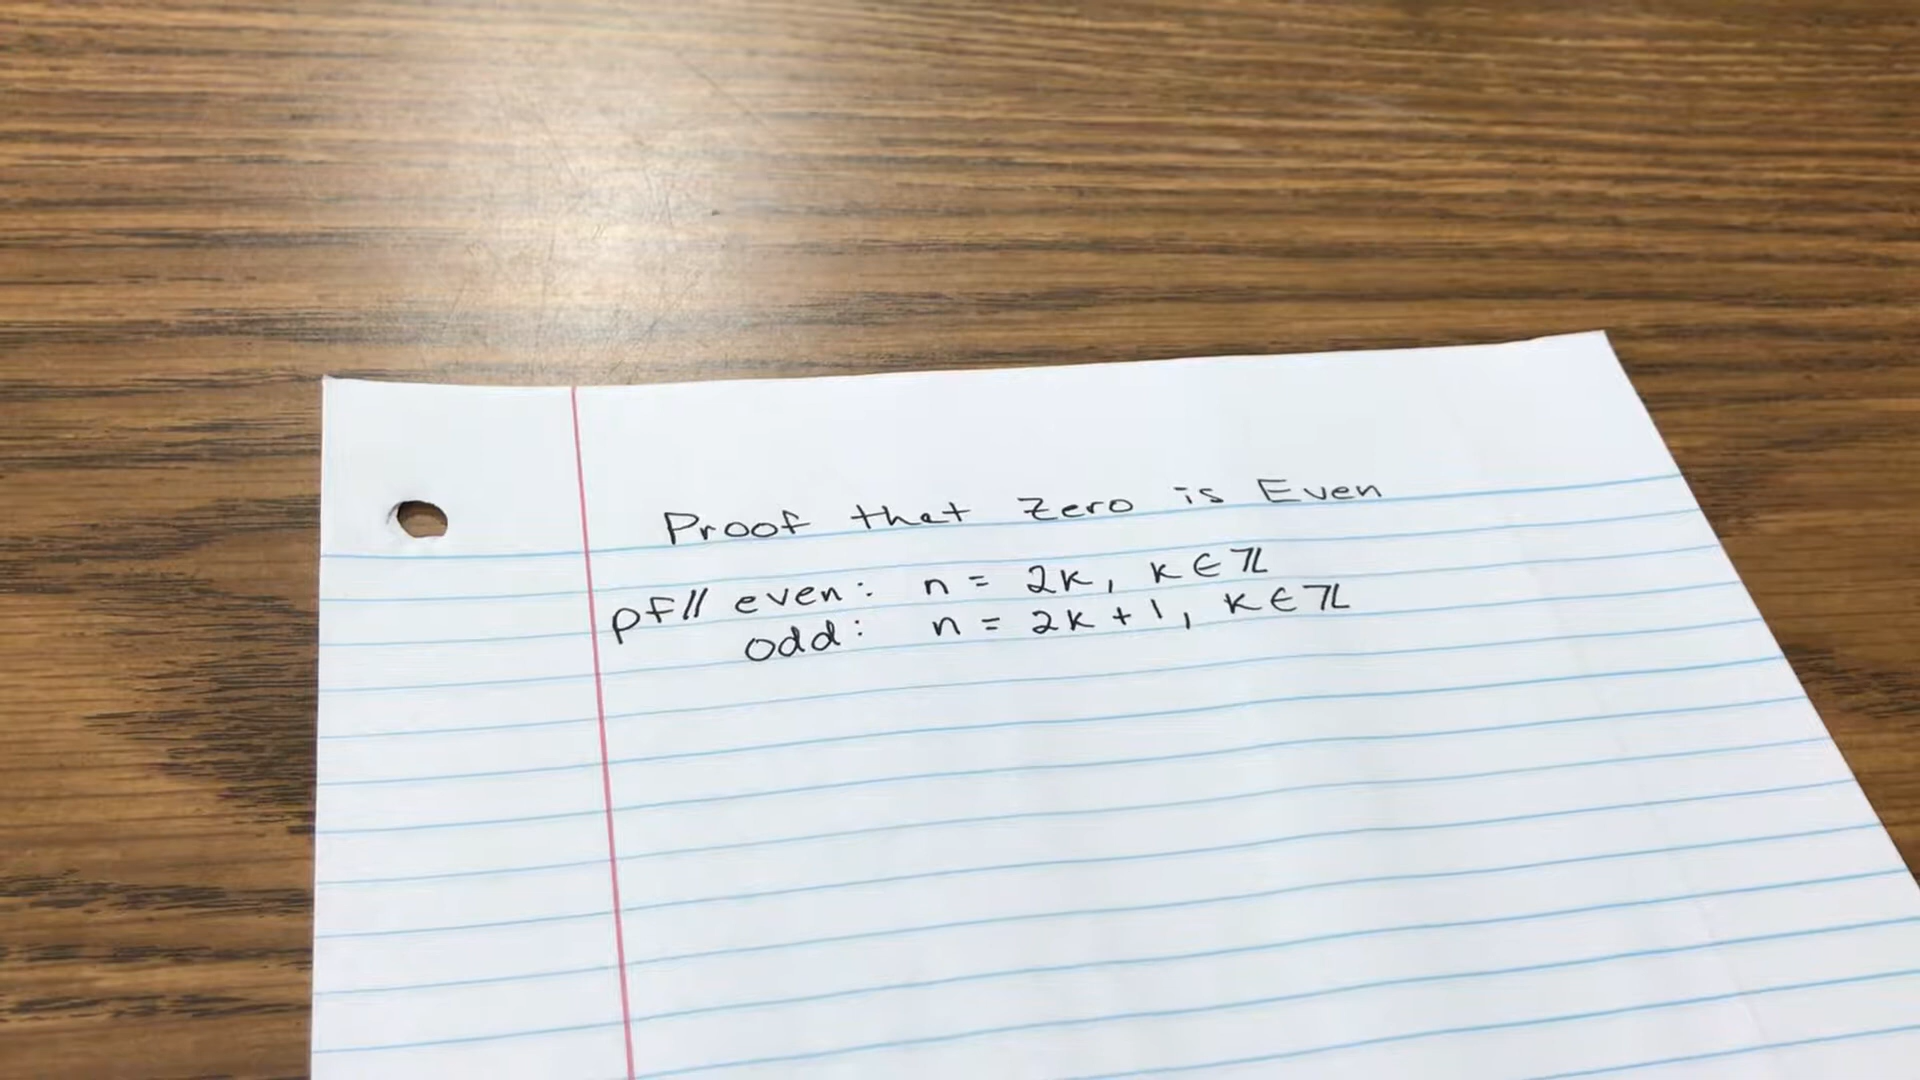 Proof that Zero is Even
pf// even: n = 2k, k ∈ ℤ
odd: n = 2k + 1, k ∈ ℤ